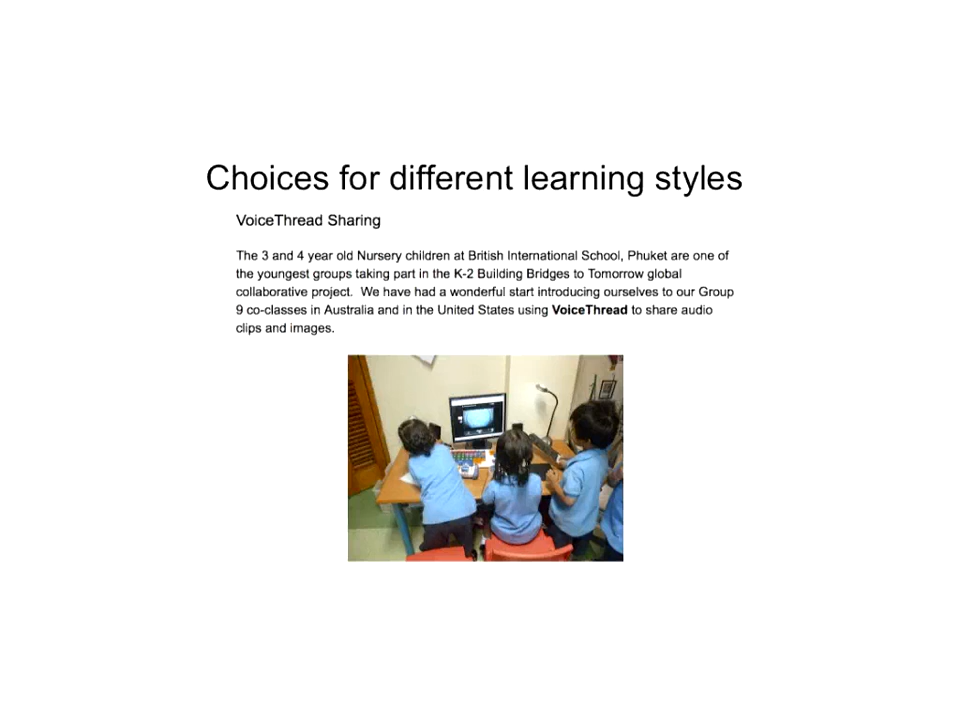 Choices for different learning styles
VoiceThread Sharing
The 3 and 4 year old Nursery children at British International School, Phuket are one of
the youngest groups taking part in the K-2 Building Bridges to Tomorrow global
collaborative project.  We have had a wonderful start introducing ourselves to our Group
9 co-classes in Australia and in the United States using VoiceThread to share audio
clips and images.